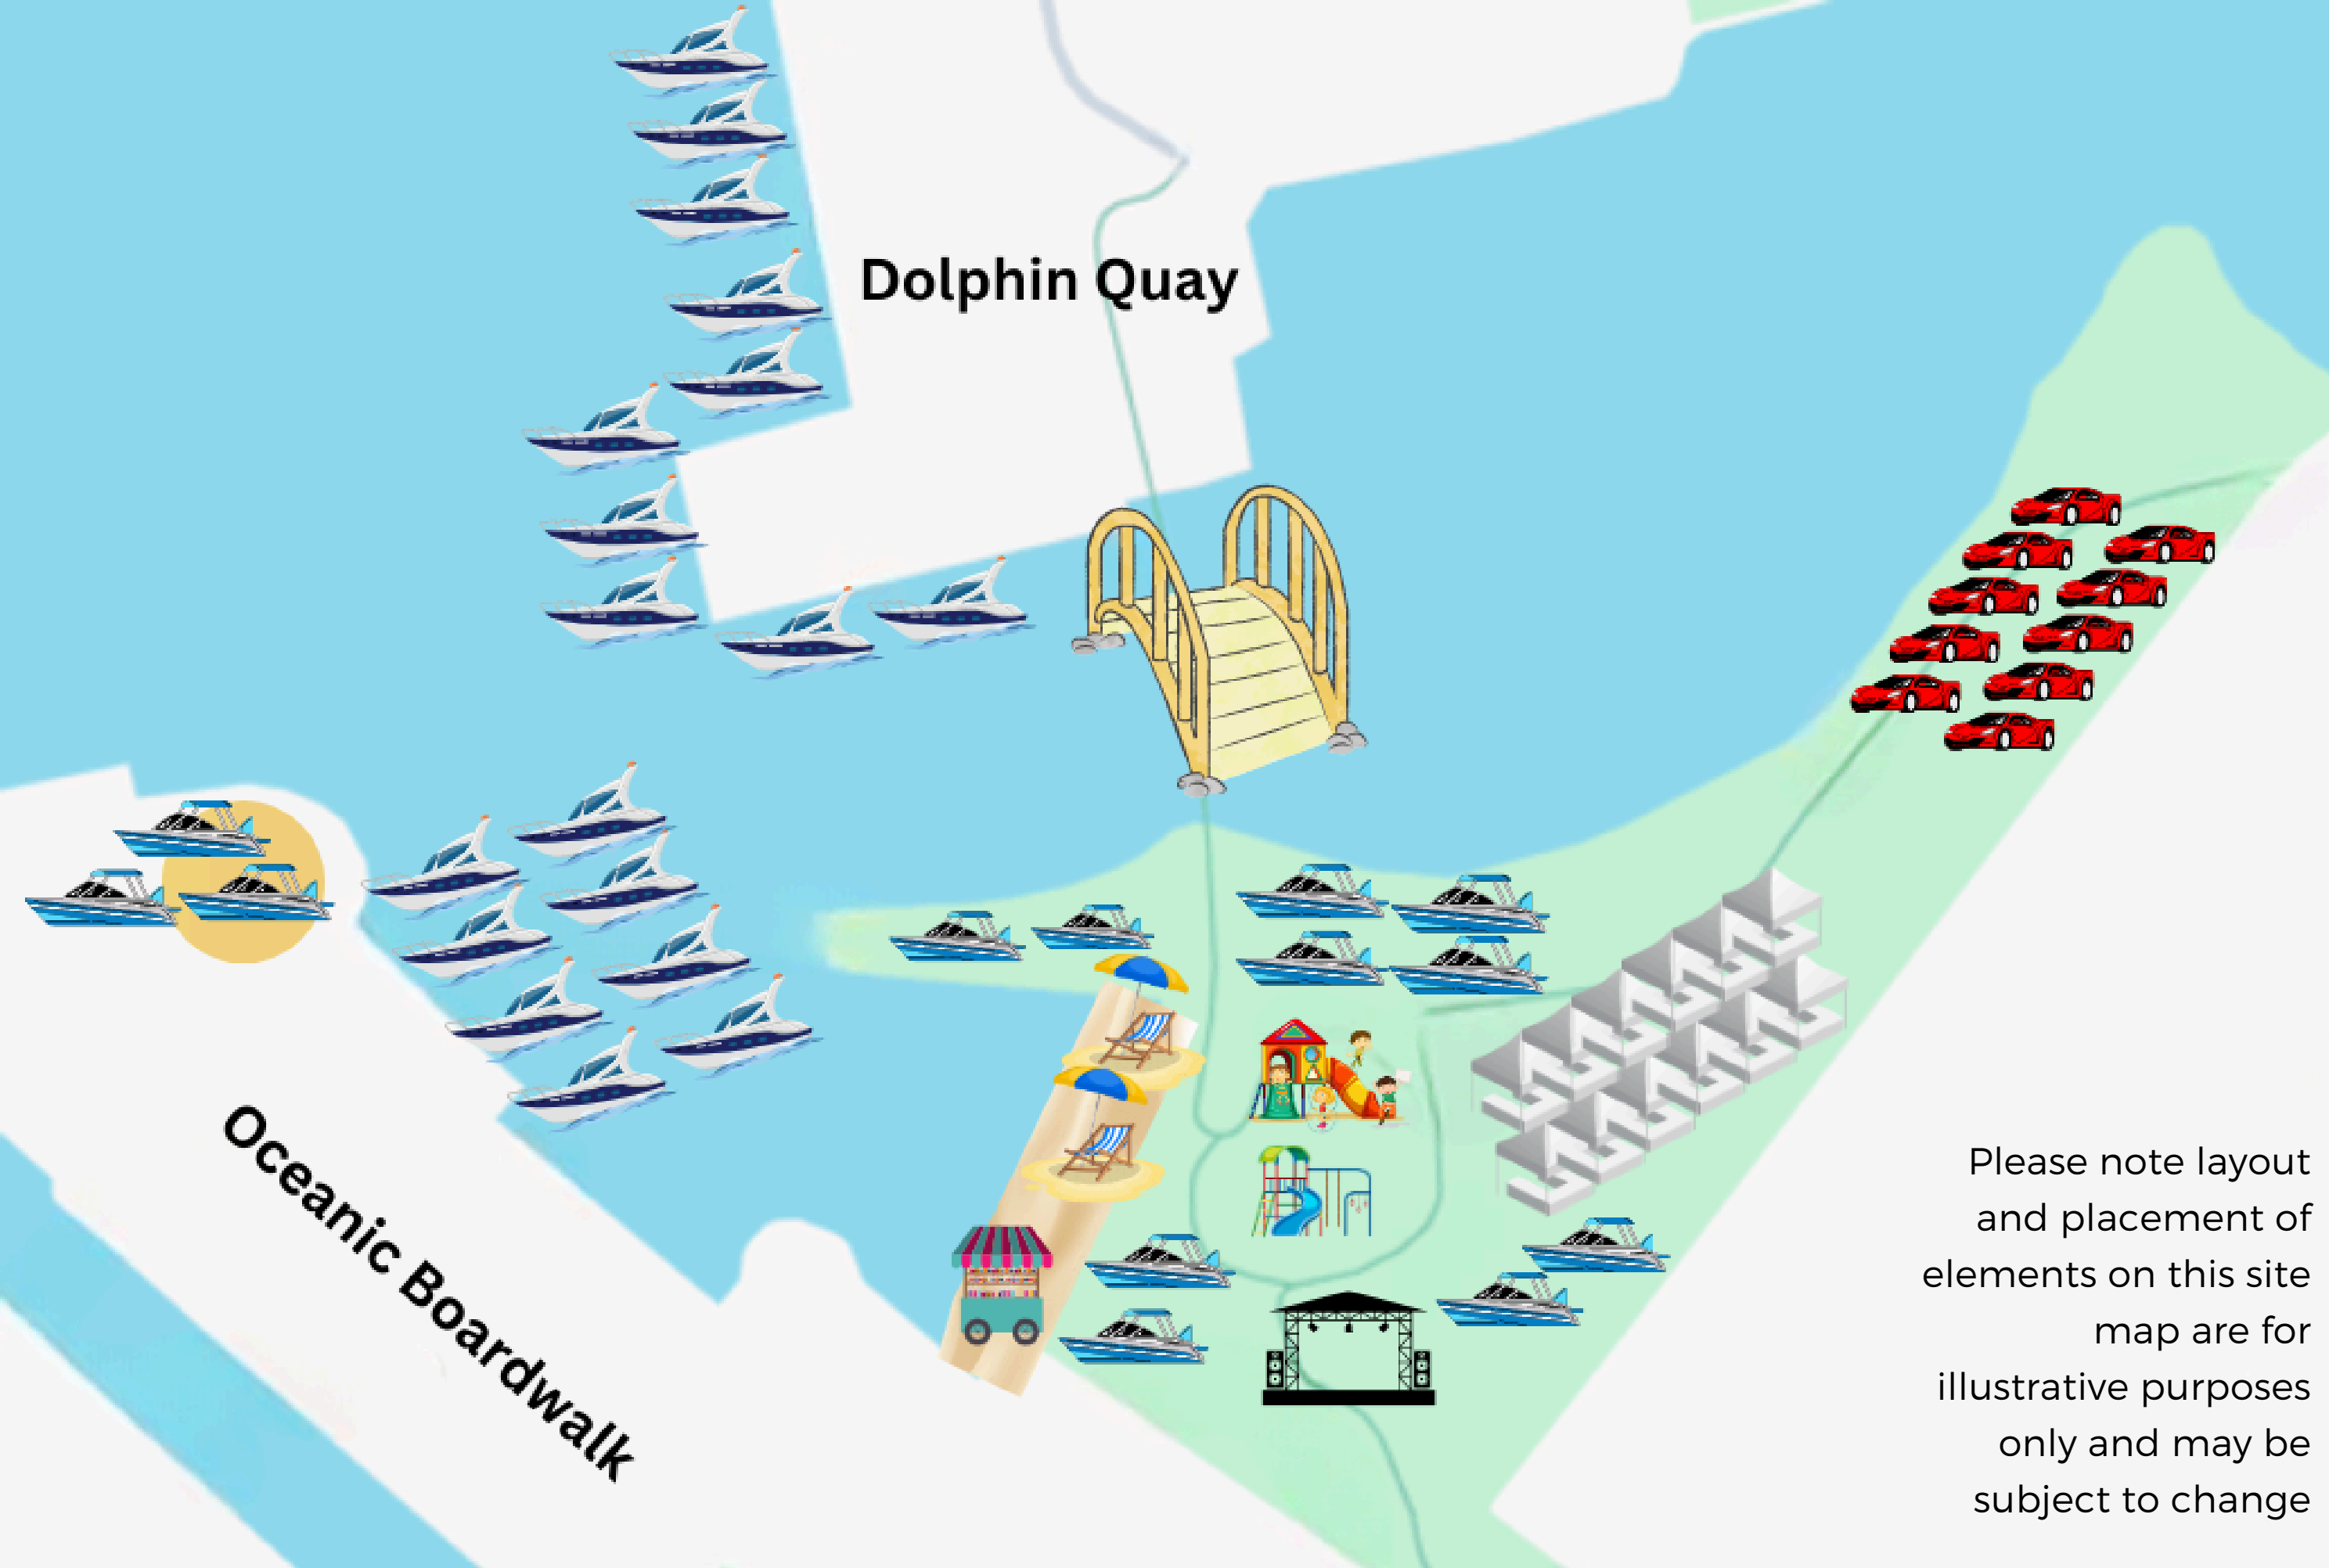 Dolphin Quay
Oceanic Boardwalk
Please note layout
and placement of
elements on this site
map are for
illustrative purposes
only and may be
subject to change